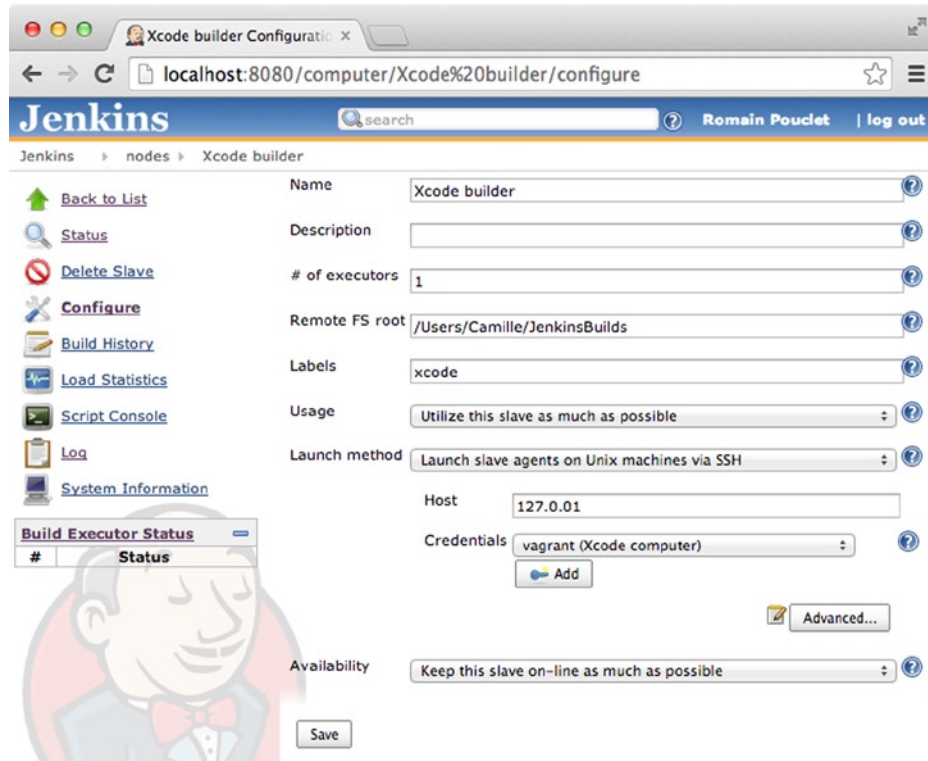 Xcode builder Configuratio
localhost:8080/computer/Xcode%20builder/configure
Jenkins
search
Romain Pouclet
| log out
Jenkins nodes Xcode builder
Back to List
Status
Delete Slave
Configure
Build History
Load Statistics
Script Console
Log
System Information
Build Executor Status
# Status
Name Xcode builder
Description
# of executors 1
Remote FS root /Users/Camille/JenkinsBuilds
Labels xcode
Usage Utilize this slave as much as possible
Launch method Launch slave agents on Unix machines via SSH
Host 127.0.01
Credentials vagrant (Xcode computer)
Add
Advanced...
Availability Keep this slave on-line as much as possible
Save